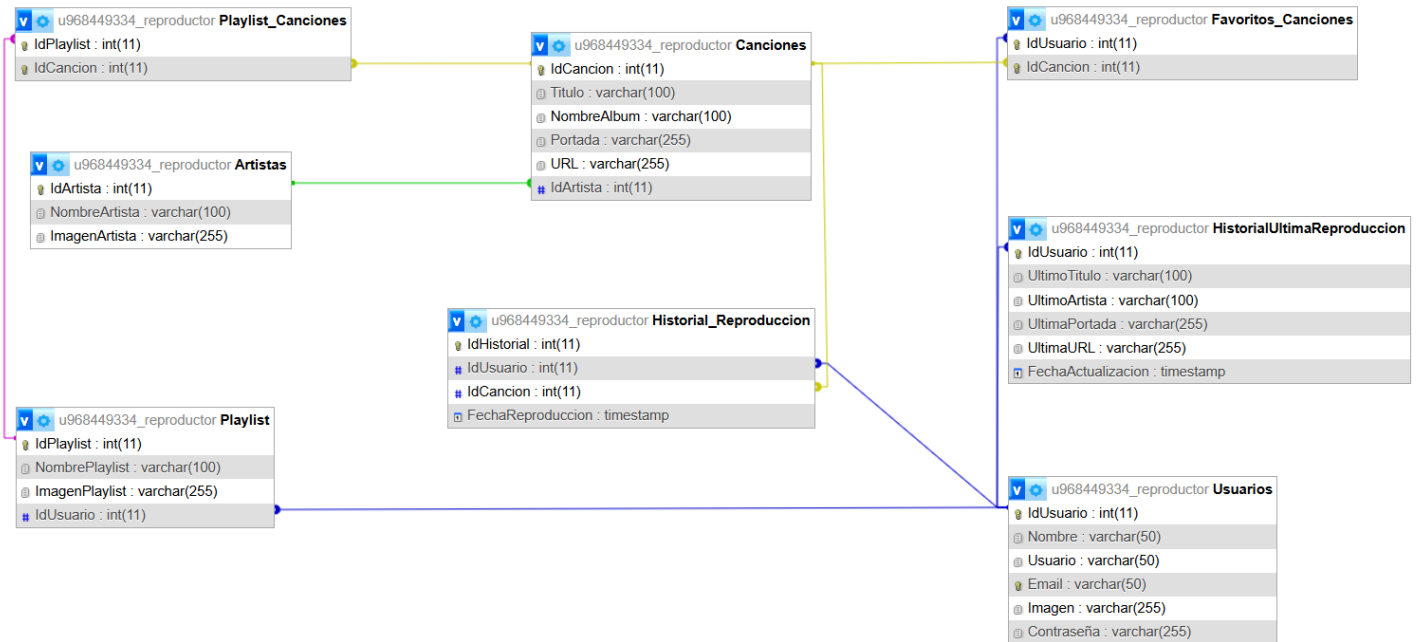 u968449334_reproductor Playlist_Canciones
IdPlaylist : int(11)
IdCancion : int(11)
u968449334_reproductor Canciones
IdCancion : int(11)
Titulo : varchar(100)
NombreAlbum : varchar(100)
Portada : varchar(255)
URL : varchar(255)
IdArtista : int(11)
u968449334_reproductor Favoritos_Canciones
IdUsuario : int(11)
IdCancion : int(11)
u968449334_reproductor Artistas
IdArtista : int(11)
NombreArtista : varchar(100)
ImagenArtista : varchar(255)
u968449334_reproductor HistorialUltimaReproduccion
IdUsuario : int(11)
UltimoTitulo : varchar(100)
UltimoArtista : varchar(100)
UltimaPortada : varchar(255)
UltimaURL : varchar(255)
FechaActualizacion : timestamp
u968449334_reproductor Historial_Reproduccion
IdHistorial : int(11)
IdUsuario : int(11)
IdCancion : int(11)
FechaReproduccion : timestamp
u968449334_reproductor Playlist
IdPlaylist : int(11)
NombrePlaylist : varchar(100)
ImagenPlaylist : varchar(255)
IdUsuario : int(11)
u968449334_reproductor Usuarios
IdUsuario : int(11)
Nombre : varchar(50)
Usuario : varchar(50)
Email : varchar(50)
Imagen : varchar(255)
Contraseña : varchar(255)